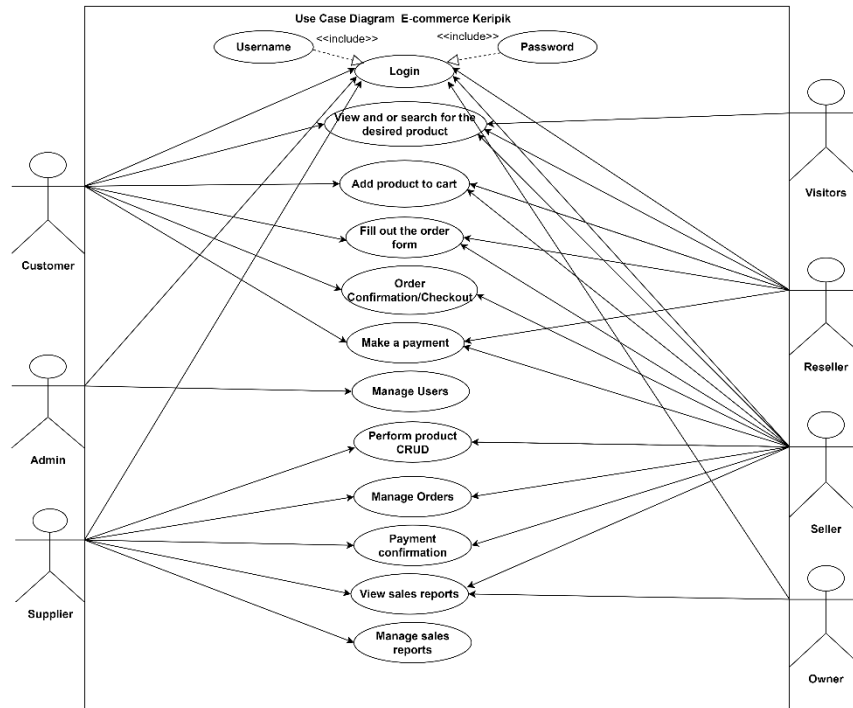 Use Case Diagram E-commerce Keripik
<<include>>
<<include>>
Username
Password
Login
View and or search for the
desired product
Visitors
Add product to cart
Fill out the order
form
Customer
Order
Confirmation/Checkout
Make a payment
Reseller
Manage Users
Admin
Perform product
CRUD
Manage Orders
Seller
Payment
confirmation
View sales reports
Supplier
Manage sales
reports
Owner